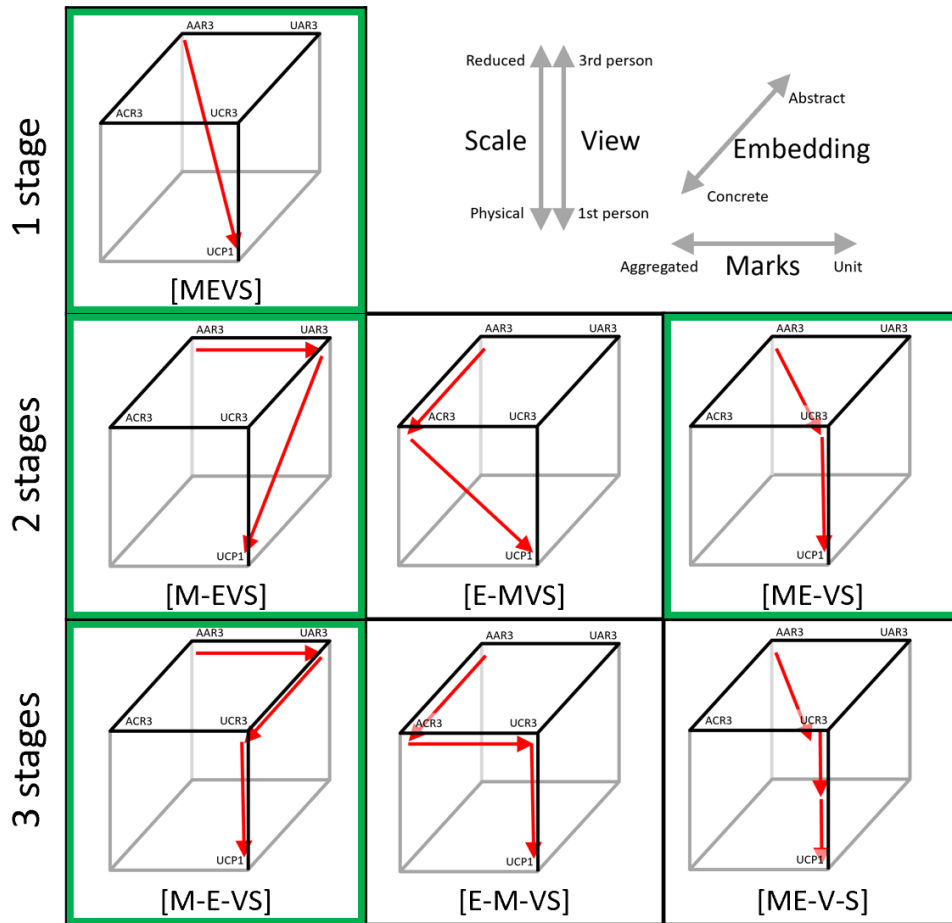 1 stage
AAR3 UAR3
ACR3 UCR3
UCP1
[MEVS]
Reduced 3rd person
Scale View
Physical 1st person
Abstract
Embedding
Concrete
Aggregated Marks Unit
2 stages
AAR3 UAR3
ACR3 UCR3
UCP1
[M-EVS]
AAR3 UAR3
ACR3 UCR3
UCP1
[E-MVS]
AAR3 UAR3
ACR3 UCR3
UCP1
[ME-VS]
3 stages
AAR3 UAR3
ACR3 UCR3
UCP1
[M-E-VS]
AAR3 UAR3
ACR3 UCR3
UCP1
[E-M-VS]
AAR3 UAR3
ACR3 UCR3
UCP1
[ME-V-S]